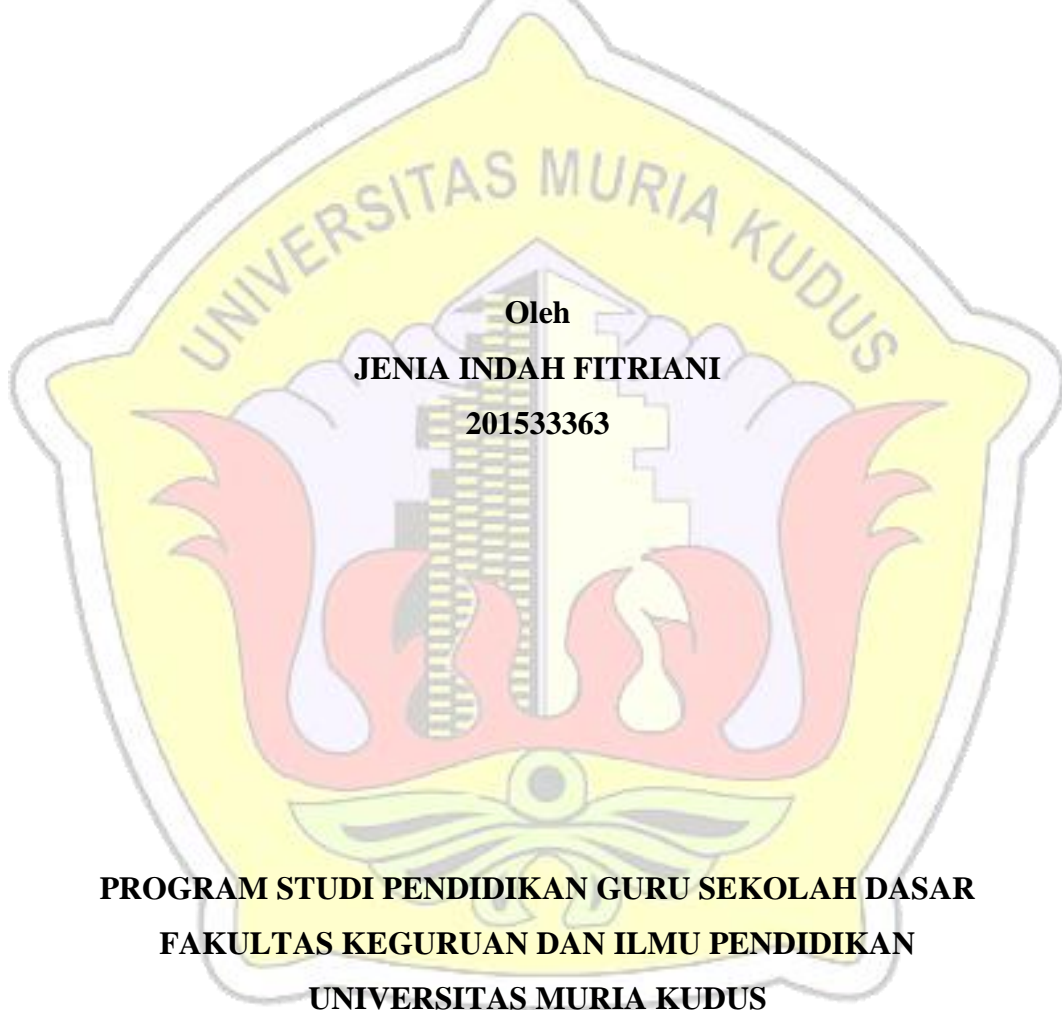 UNIVERSITAS MURIA KUDUS
Oleh
JENIA INDAH FITRIANI
201533363
PROGRAM STUDI PENDIDIKAN GURU SEKOLAH DASAR
FAKULTAS KEGURUAN DAN ILMU PENDIDIKAN
UNIVERSITAS MURIA KUDUS